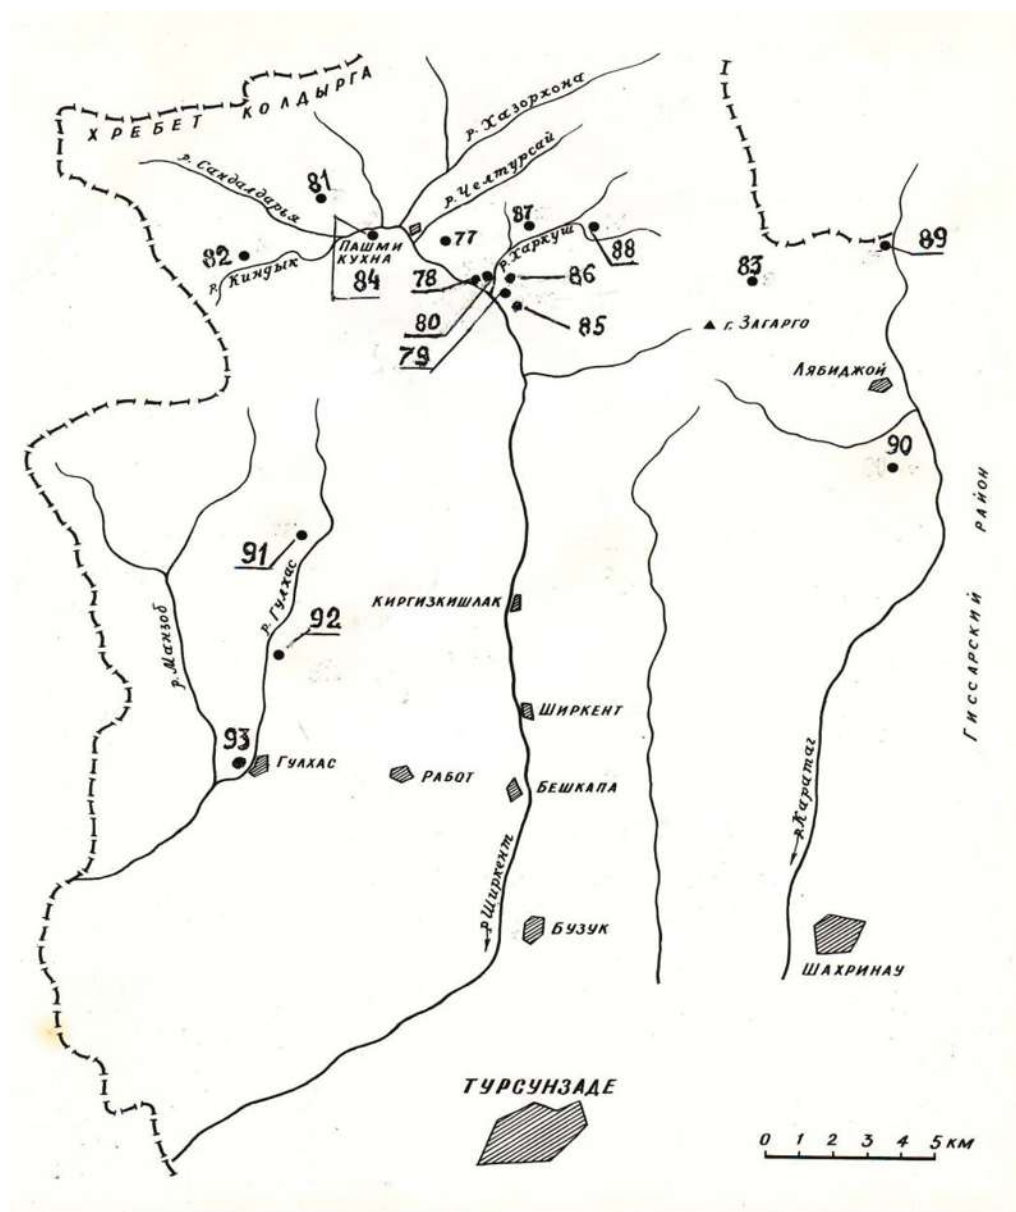 ХРЕБЕТ КОЛДЫРГА
р. Хазорхона
р. Сандалдарья
р. Челтурсай
81
87
77
82
р. Киндык
ПАШМИ
КУХНА
84
78
р. Харкуш
88
86
83
89
80
79
85
г. ЗАГАРГО
ЛЯБИДЖОЙ
90
91
р. Гулхас
92
КИРГИЗКИШЛАК
р. Манзоб
ГИССАРСКИЙ РАЙОН
93
ГУЛХАС
РАБОТ
ШИРКЕНТ
БЕШКАПА
р. Каратаг
р. Ширкент
БУЗУК
ШАХРИНАУ
ТУРСУНЗАДЕ
0 1 2 3 4 5 КМ